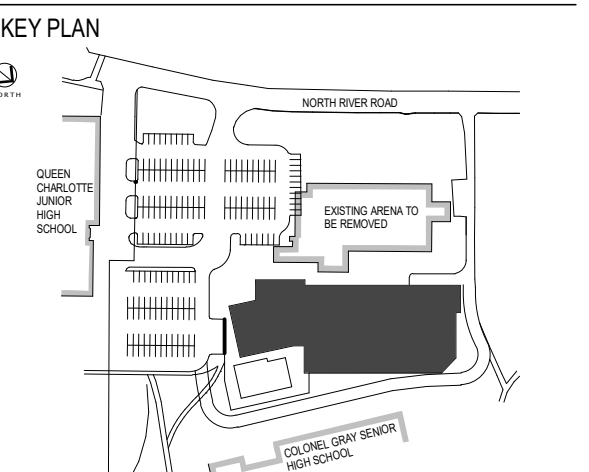 KEY PLAN
NORTH RIVER ROAD
QUEEN
CHARLOTTE
JUNIOR
HIGH
SCHOOL
EXISTING ARENA TO
BE REMOVED
COLONEL GRAY SENIOR
HIGH SCHOOL